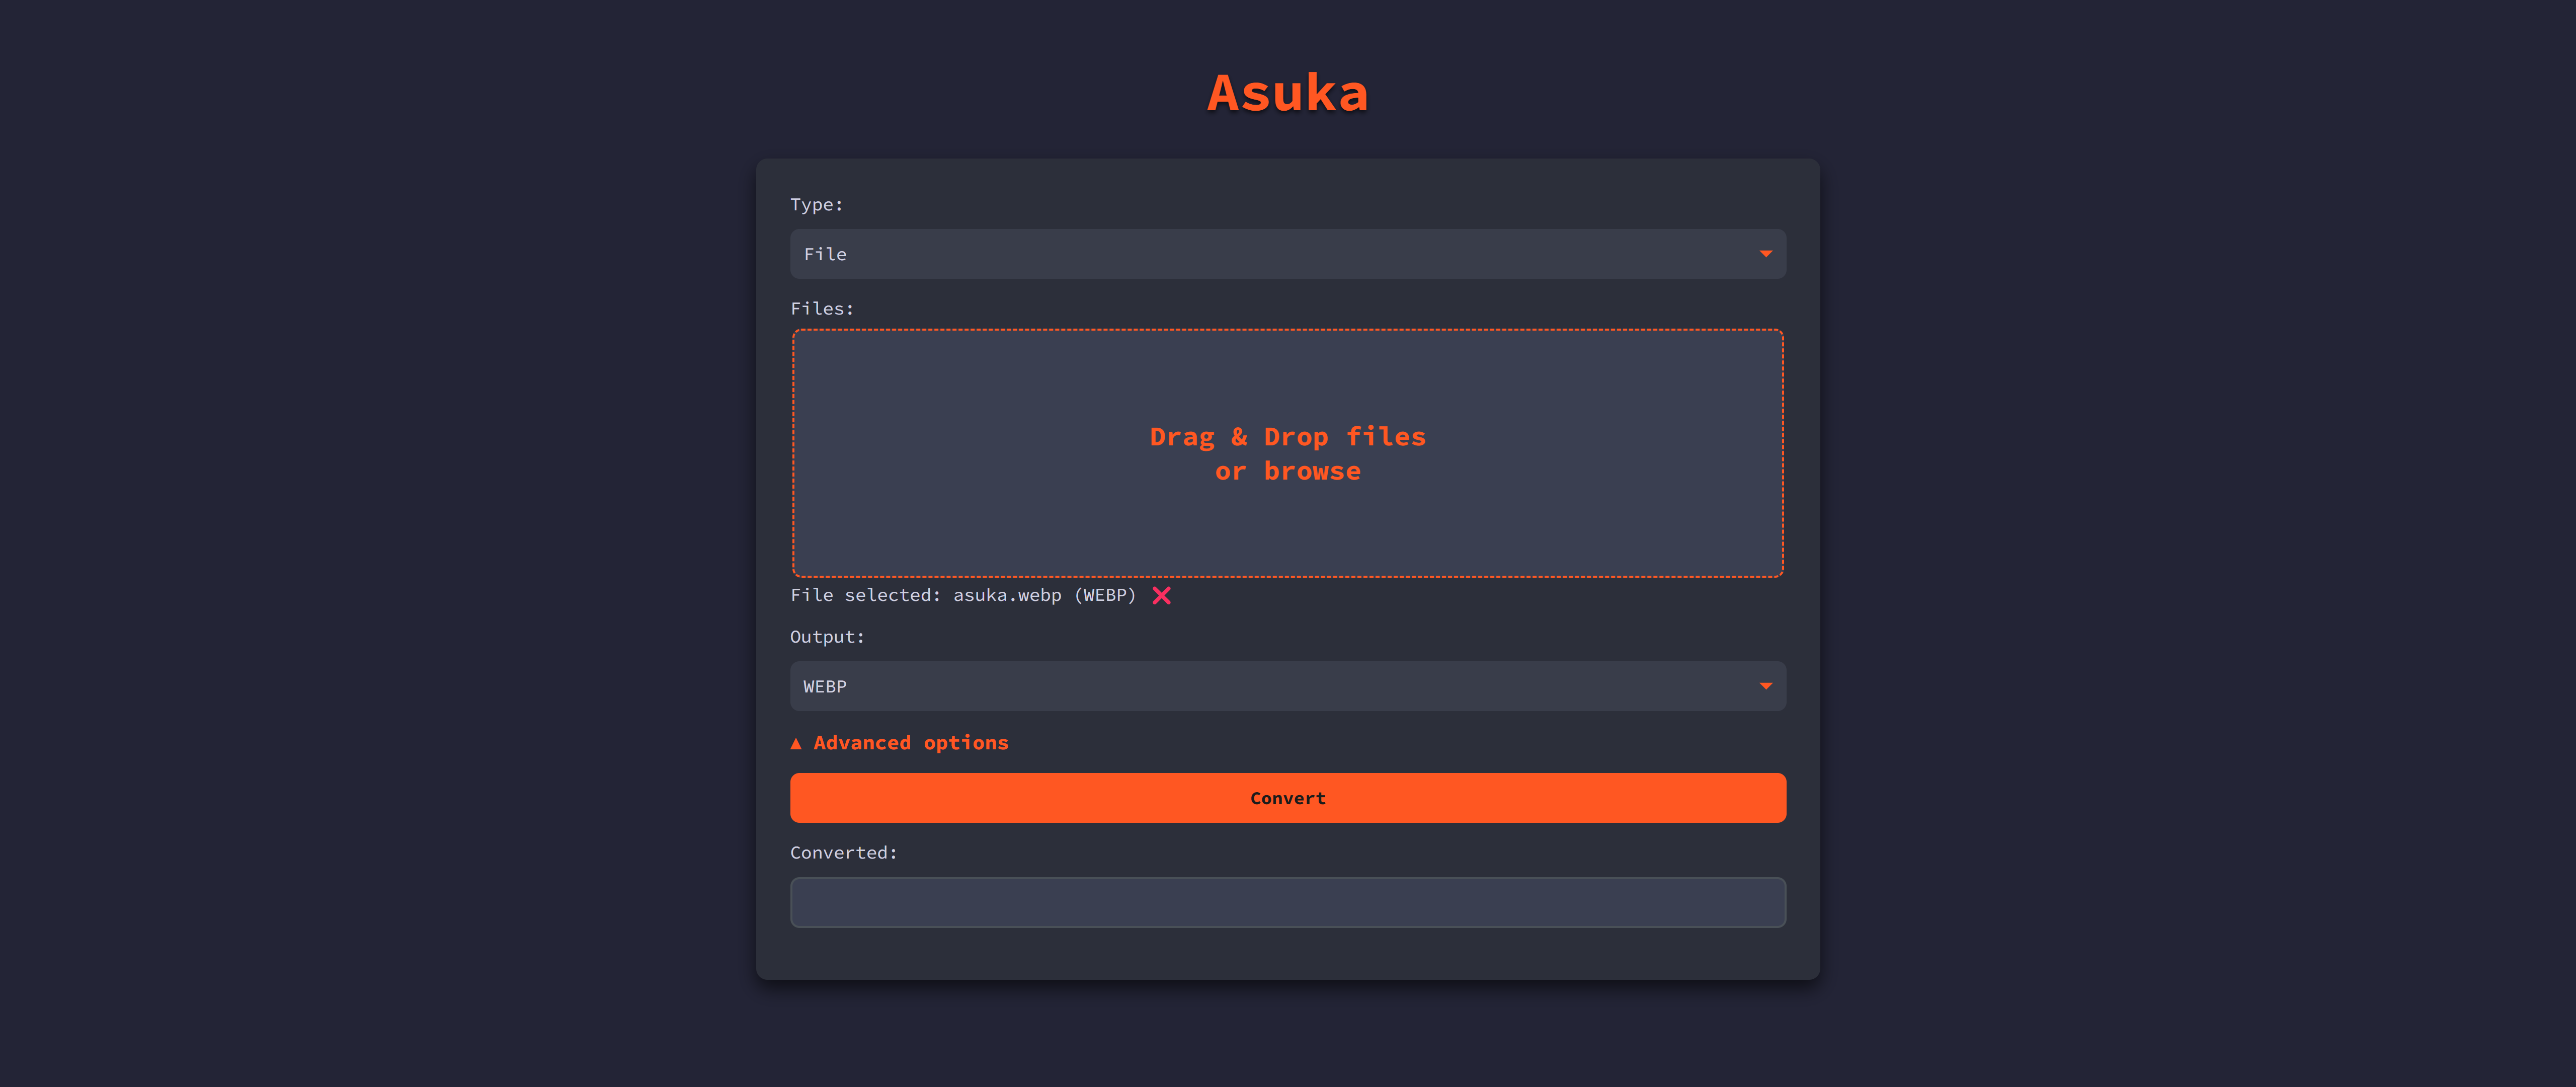 Asuka
Type:
File
Files:
Drag & Drop files
or browse
File selected: asuka.webp (WEBP) ❌
Output:
WEBP
▲ Advanced options
Convert
Converted: